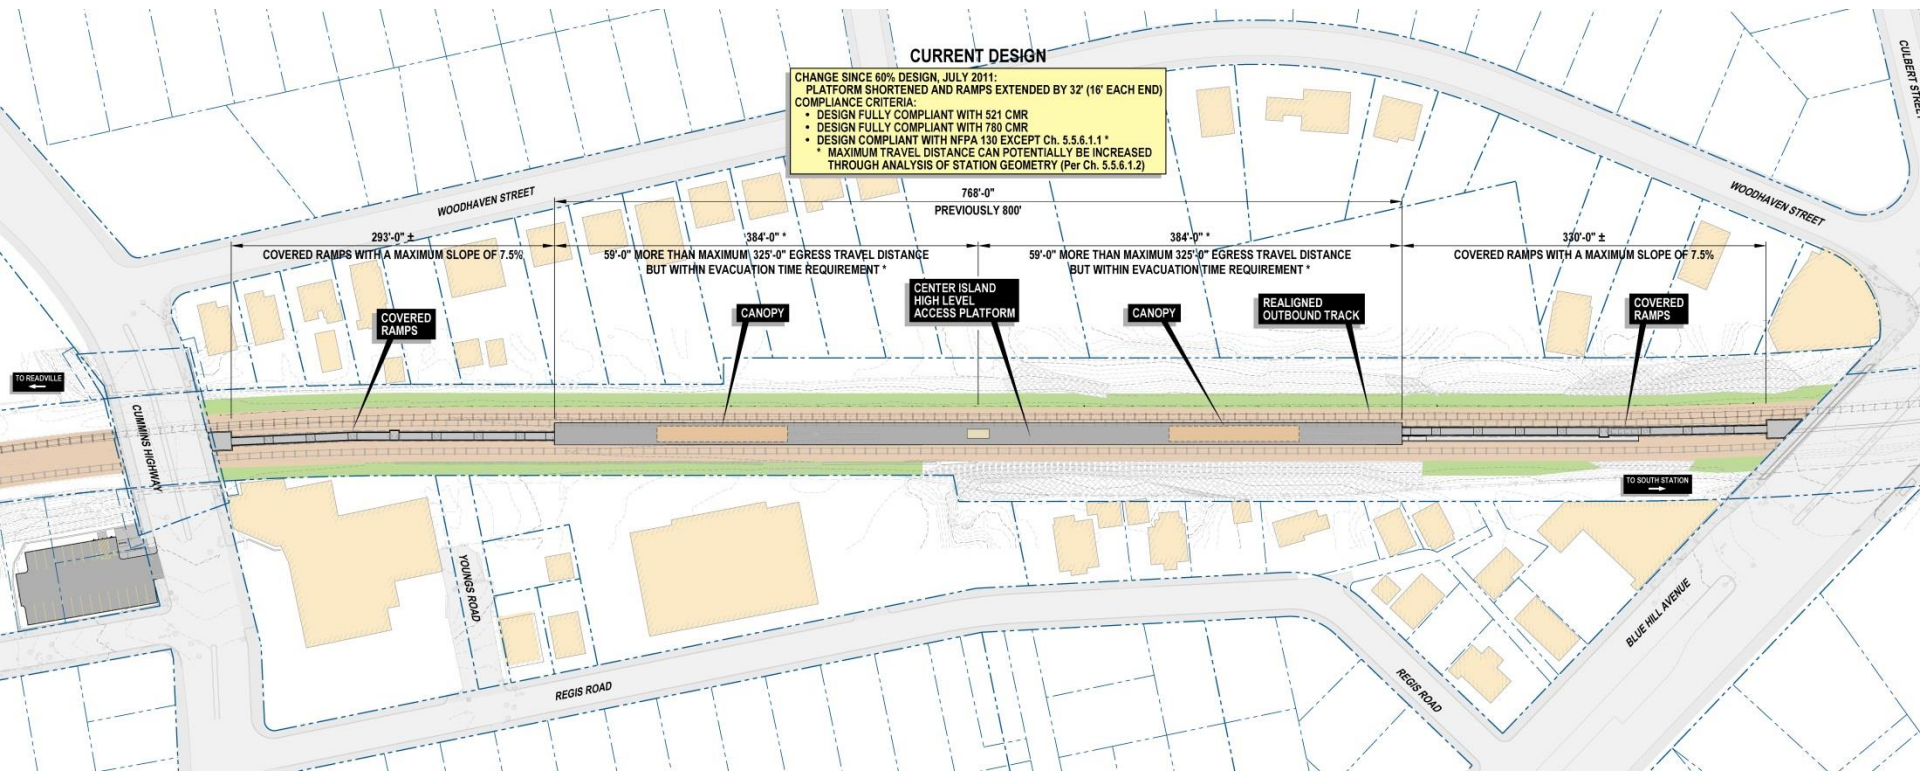 CURRENT DESIGN
CHANGE SINCE 60% DESIGN, JULY 2011:
PLATFORM SHORTENED AND RAMPS EXTENDED BY 32' (16' EACH END)
COMPLIANCE CRITERIA:
• DESIGN FULLY COMPLIANT WITH 521 CMR
• DESIGN FULLY COMPLIANT WITH 780 CMR
• DESIGN COMPLIANT WITH NFPA 130 EXCEPT Ch. 5.5.6.1.1 *
* MAXIMUM TRAVEL DISTANCE CAN POTENTIALLY BE INCREASED
THROUGH ANALYSIS OF STATION GEOMETRY (Per Ch. 5.5.6.1.2)
CULBERT STREET
WOODHAVEN STREET
WOODHAVEN STREET
768'-0"
PREVIOUSLY 800'
293'-0" ±
COVERED RAMPS WITH A MAXIMUM SLOPE OF 7.5%
384'-0" *
59'-0" MORE THAN MAXIMUM 325'-0" EGRESS TRAVEL DISTANCE
BUT WITHIN EVACUATION TIME REQUIREMENT *
384'-0" *
59'-0" MORE THAN MAXIMUM 325'-0" EGRESS TRAVEL DISTANCE
BUT WITHIN EVACUATION TIME REQUIREMENT *
330'-0" ±
COVERED RAMPS WITH A MAXIMUM SLOPE OF 7.5%
COVERED
RAMPS
CANOPY
CENTER ISLAND
HIGH LEVEL
ACCESS PLATFORM
CANOPY
REALIGNED
OUTBOUND TRACK
COVERED
RAMPS
TO READVILLE
CUMMINS HIGHWAY
TO SOUTH STATION
YOUNGS ROAD
REGIS ROAD
REGIS ROAD
BLUE HILL AVENUE